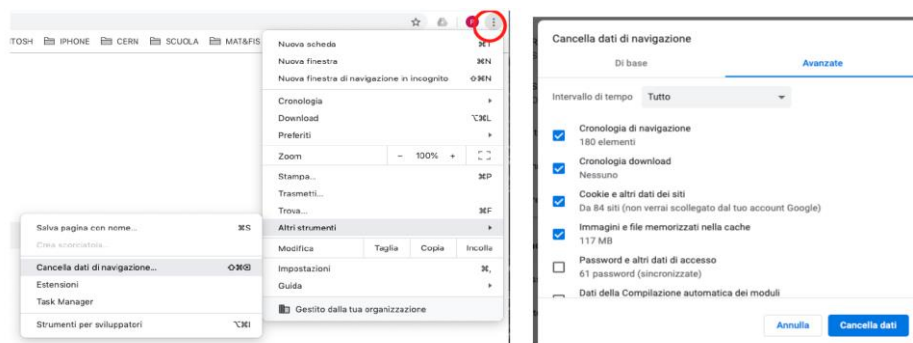 TOSH IPHONE CERN SCUOLA MAT&FIS
Nuova scheda ⌘T
Nuova finestra ⌘N
Nuova finestra di navigazione in incognito ⇧⌘N
Cronologia
Download ⌥⌘L
Preferiti
Zoom - 100% +
Stampa... ⌘P
Trasmetti...
Trova... ⌘F
Altri strumenti
Modifica Taglia Copia Incolla
Impostazioni ⌘,
Guida
Gestito dalla tua organizzazione
Salva pagina con nome... ⌘S
Crea scorciatoia...
Cancella dati di navigazione... ⇧⌘⌫
Estensioni
Task Manager
Strumenti per sviluppatori ⌥⌘I
Cancella dati di navigazione
Di base Avanzate
Intervallo di tempo Tutto
Cronologia di navigazione
180 elementi
Cronologia download
Nessuno
Cookie e altri dati dei siti
Da 84 siti (non verrai scollegato dal tuo account Google)
Immagini e file memorizzati nella cache
117 MB
Password e altri dati di accesso
61 password (sincronizzate)
Dati della Compilazione automatica dei moduli
Annulla Cancella dati